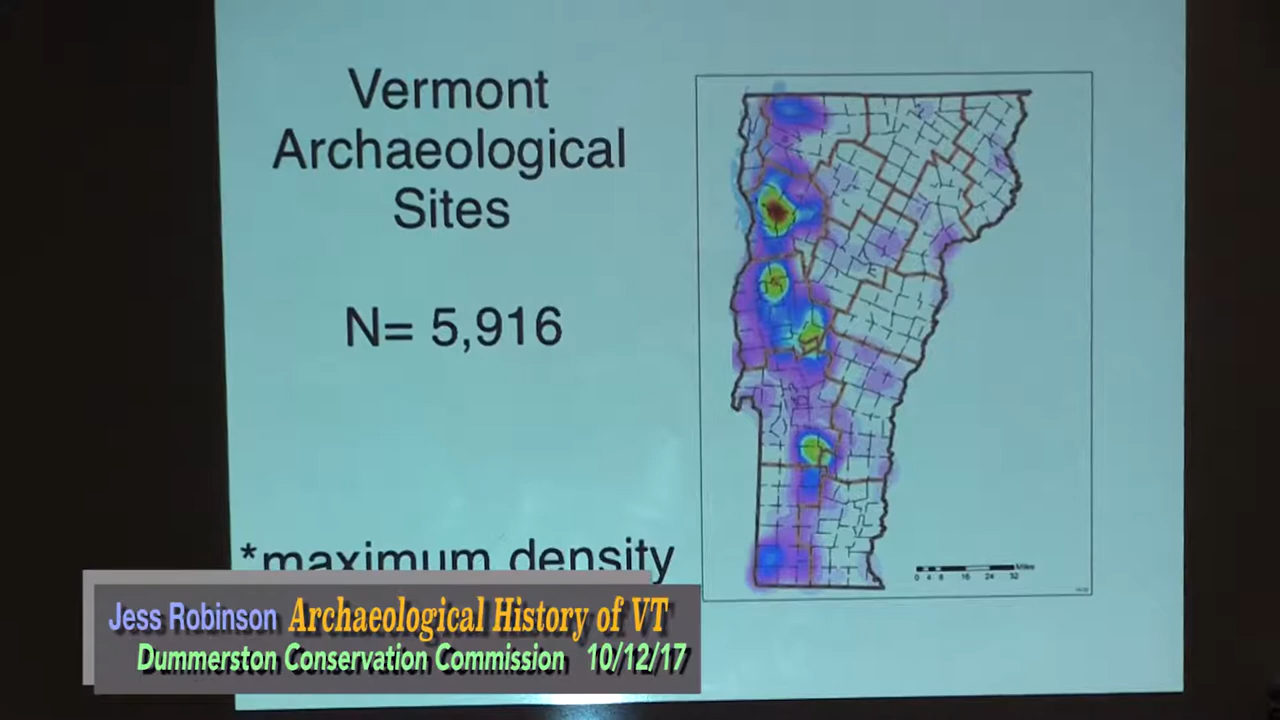 Vermont
Archaeological
Sites
N= 5,916
*maximum density
Miles
0 4 8 16 24 32
Jess Robinson Archaeological History of VT
Dummerston Conservation Commission 10/12/17